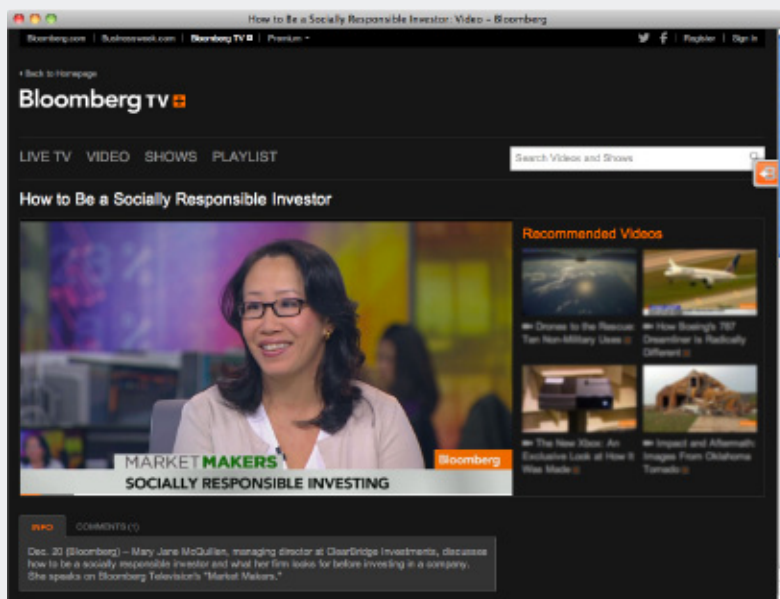 How to Be a Socially Responsible Investor: Video – Bloomberg
Bloomberg.com | Businessweek.com | Bloomberg TV | Premium
Register | Sign In
Back to Homepage
Bloomberg TV
LIVE TV VIDEO SHOWS PLAYLIST
Search Videos and Shows
How to Be a Socially Responsible Investor
MARKETMAKERS
Bloomberg
SOCIALLY RESPONSIBLE INVESTING
Recommended Videos
Drones to the Rescue:
Ten Non-Military Uses
How Boeing's 787
Dreamliner Is Radically
Different
The New Xbox: An
Exclusive Look at How It
Was Made
Impact and Aftermath:
Images From Oklahoma
Tornado
INFO COMMENTS (1)
Dec. 20 (Bloomberg) -- Mary Jane McQuillen, managing director at ClearBridge Investments, discusses
how to be a socially responsible investor and what her firm looks for before investing in a company.
She speaks on Bloomberg Television's "Market Makers."